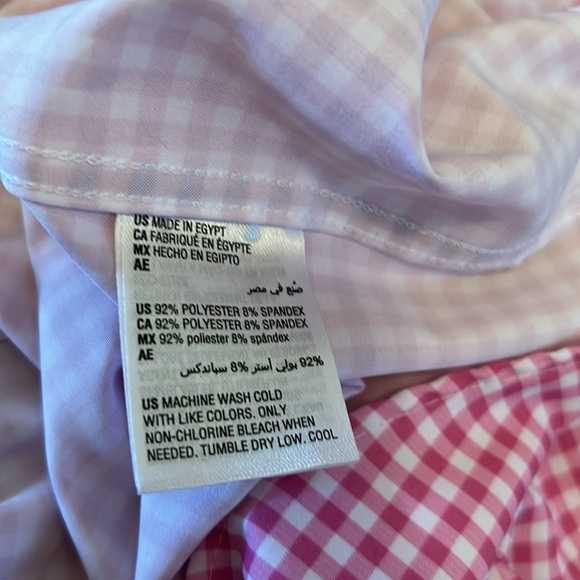 US MADE IN EGYPT
CA FABRIQUÉ EN ÉGYPTE
MX HECHO EN EGIPTO
AE
صُنع في مصر
US 92% POLYESTER 8% SPANDEX
CA 92% POLYESTER 8% SPANDEX
MX 92% poliester 8% spándex
AE
92% بولي أستر 8% سباندكس
US MACHINE WASH COLD
WITH LIKE COLORS. ONLY
NON-CHLORINE BLEACH WHEN
NEEDED. TUMBLE DRY LOW. COOL